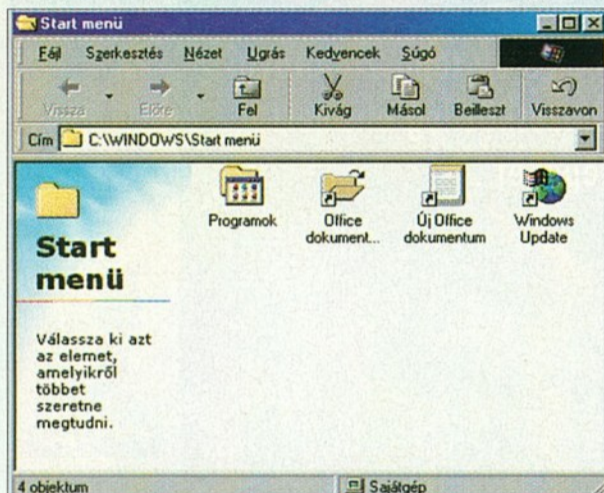 Start menü
Fájl Szerkesztés Nézet Ugrás Kedvencek Súgó
Vissza Előre Fel Kivág Másol Beilleszt Visszavon
Cím C:\WINDOWS\Start menü
Programok
Office dokument...
Új Office dokumentum
Windows Update
Start
menü
Válassza ki azt
az elemet,
amelyikről
többet
szeretne
megtudni.
4 objektum Sajátgép